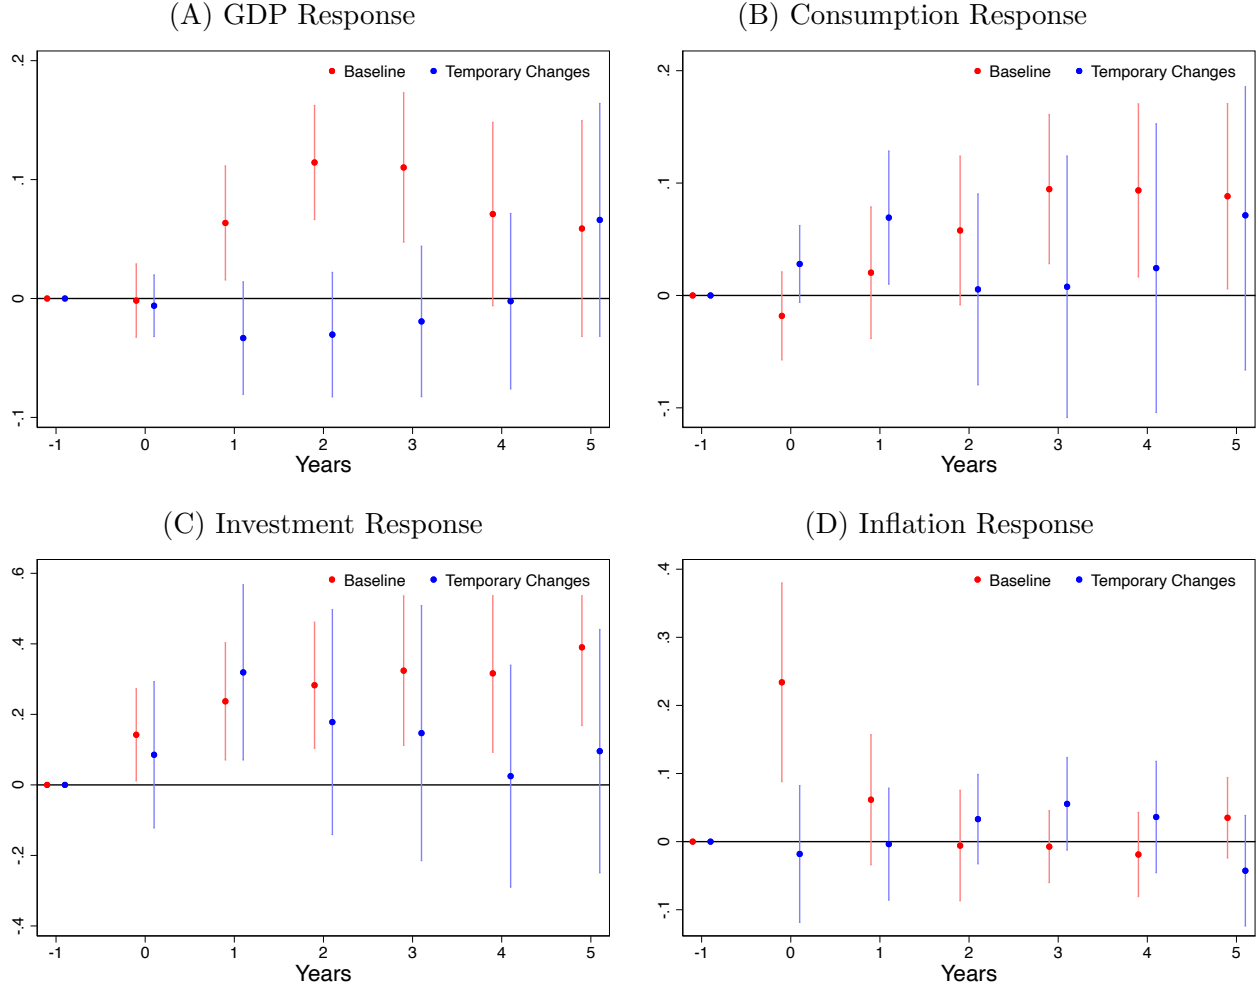 (A) GDP Response
Baseline Temporary Changes
.2
.1
0
-.1
-1 0 1 2 3 4 5
Years
(B) Consumption Response
Baseline Temporary Changes
.2
.1
0
-.1
-1 0 1 2 3 4 5
Years
(C) Investment Response
Baseline Temporary Changes
.6
.4
.2
0
-.2
-.4
-1 0 1 2 3 4 5
Years
(D) Inflation Response
Baseline Temporary Changes
.4
.3
.2
.1
0
-.1
-1 0 1 2 3 4 5
Years